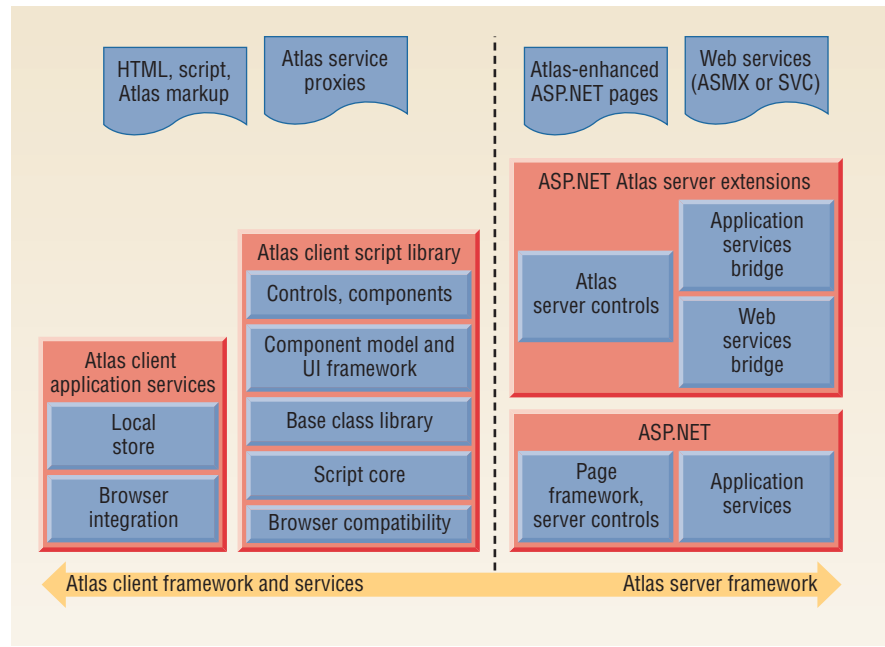 HTML, script,
Atlas markup
Atlas service
proxies
Atlas-enhanced
ASP.NET pages
Web services
(ASMX or SVC)
Atlas client
application services
Local
store
Browser
integration
Atlas client script library
Controls, components
Component model and
UI framework
Base class library
Script core
Browser compatibility
ASP.NET Atlas server extensions
Atlas
server controls
Application
services
bridge
Web
services
bridge
ASP.NET
Page
framework,
server controls
Application
services
Atlas client framework and services
Atlas server framework